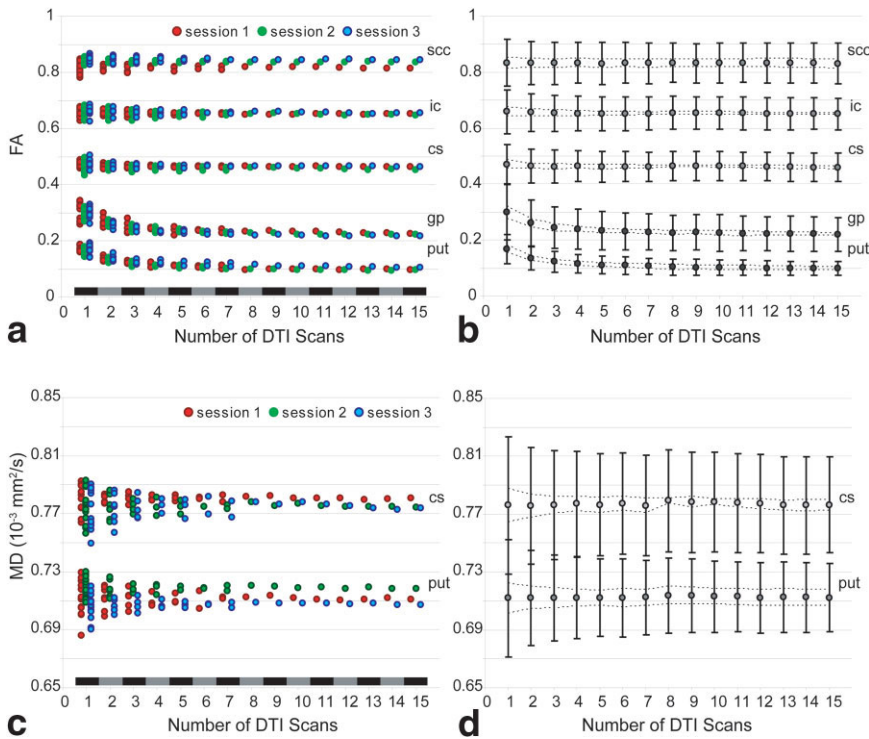 session 1 session 2 session 3
1
0.8
0.6
0.4
0.2
0
FA
scc
ic
cs
gp
put
0 1 2 3 4 5 6 7 8 9 10 11 12 13 14 15
Number of DTI Scans
a
1
0.8
0.6
0.4
0.2
0
scc
ic
cs
gp
put
0 1 2 3 4 5 6 7 8 9 10 11 12 13 14 15
Number of DTI Scans
b
0.85
0.81
0.77
0.73
0.69
0.65
MD (10⁻³ mm²/s)
session 1 session 2 session 3
cs
put
0 1 2 3 4 5 6 7 8 9 10 11 12 13 14 15
Number of DTI Scans
c
0.85
0.81
0.77
0.73
0.69
0.65
cs
put
0 1 2 3 4 5 6 7 8 9 10 11 12 13 14 15
Number of DTI Scans
d